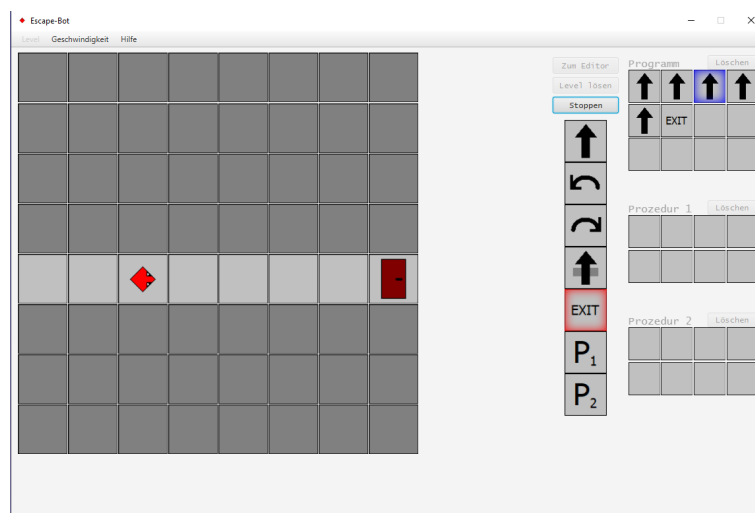 Escape-Bot
Level Geschwindigkeit Hilfe
Zum Editor
Level lösen
Stoppen
EXIT
P1
P2
Programm Löschen
EXIT
Prozedur 1 Löschen
Prozedur 2 Löschen